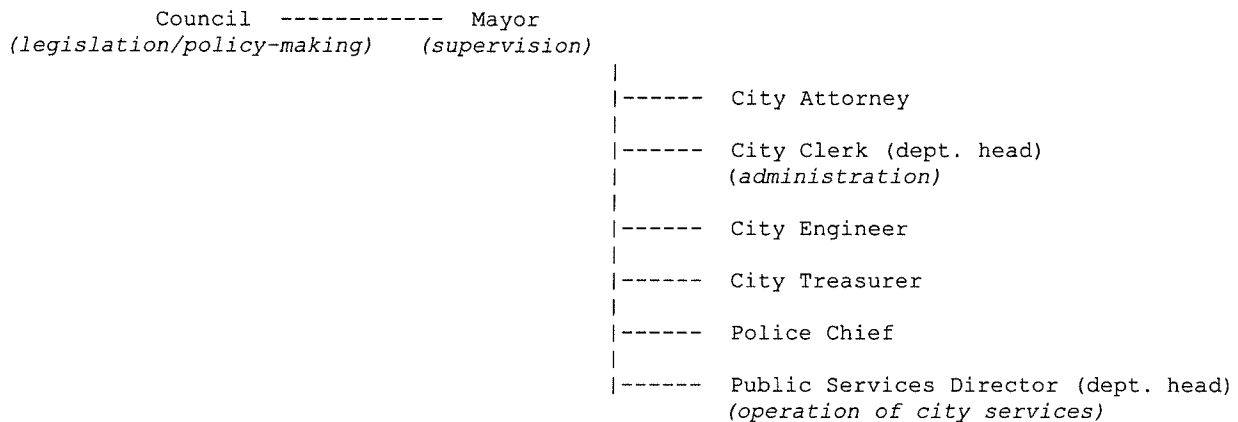 Council ------------ Mayor
(legislation/policy-making) (supervision)
|
|------ City Attorney
|
|------ City Clerk (dept. head)
| (administration)
|
|------ City Engineer
|
|------ City Treasurer
|
|------ Police Chief
|
|------ Public Services Director (dept. head)
(operation of city services)